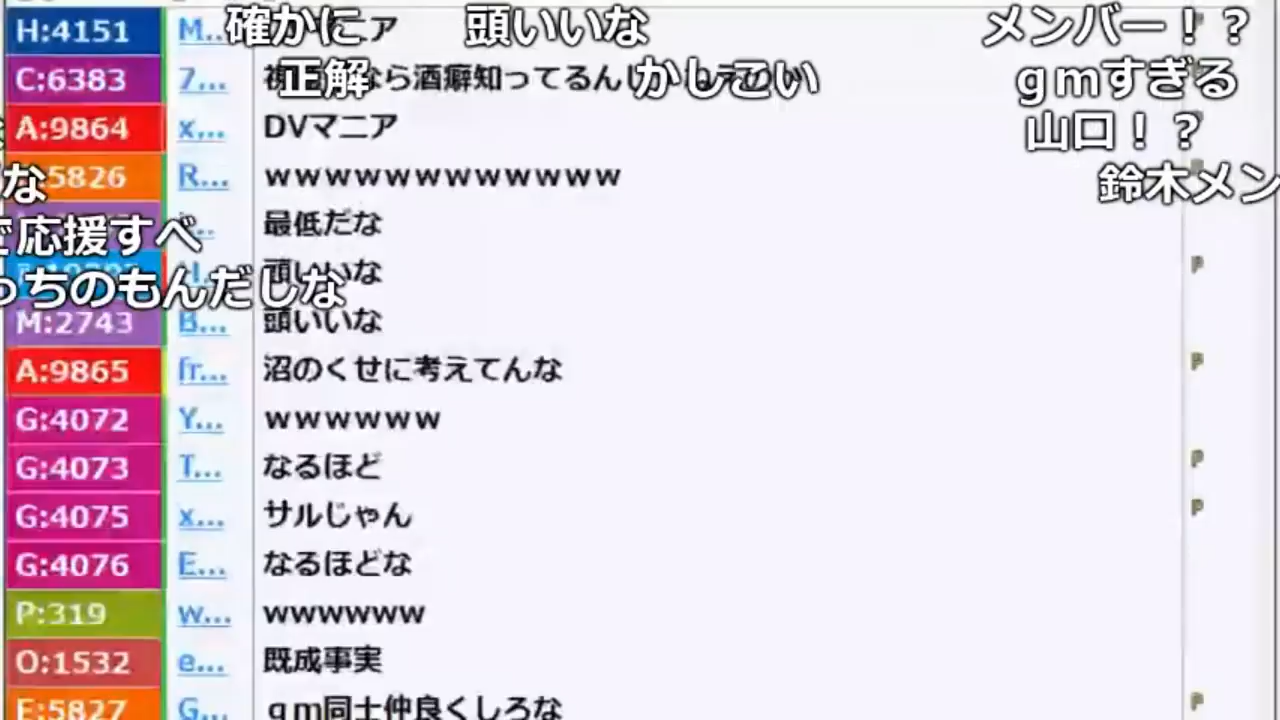 H:4151 M... 確かに ニア 頭いいな メンバー！？
C:6383 7... 正解 なら酒癖知ってるん かしこい ｇｍすぎる
A:9864 x... DVマニア 山口！？
5826 R... ｗｗｗｗｗｗｗｗｗｗｗｗ 鈴木メン
な
最低だな
応援すべ
頭いいな
っちのもんだしな
M:2743 B... 頭いいな
A:9865 fr... 沼のくせに考えてんな
G:4072 Y... ｗｗｗｗｗｗ
G:4073 T... なるほど
G:4075 x... サルじゃん
G:4076 E... なるほどな
P:319 w... wwwwww
O:1532 e... 既成事実
E:5827 G... ｇｍ同士仲良くしろな